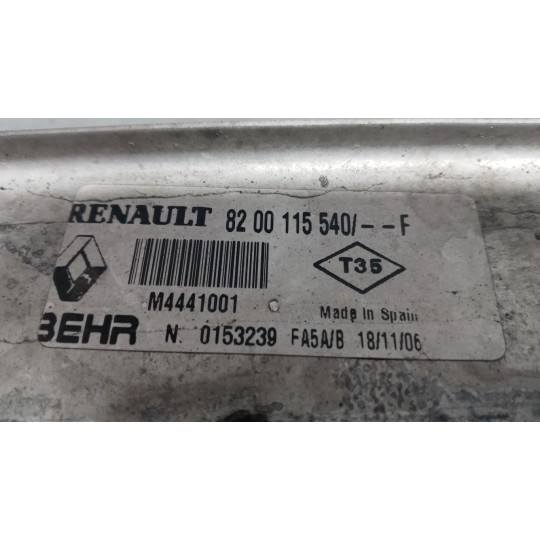 RENAULT 82 00 115 540/--F
T35
M4441001
Made In Spain
BEHR N. 0153239 FA5A/B 18/11/06